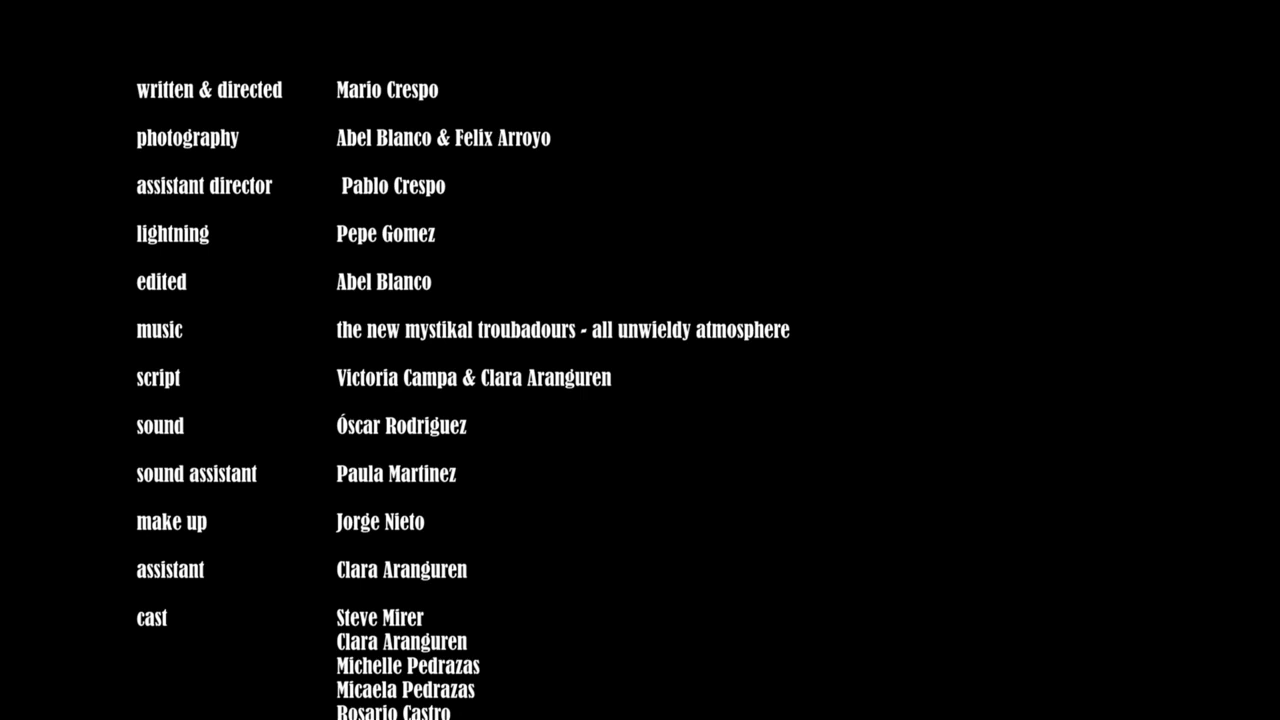 written & directed Mario Crespo
photography Abel Blanco & Felix Arroyo
assistant director Pablo Crespo
lightning Pepe Gomez
edited Abel Blanco
music the new mystikal troubadours - all unwieldy atmosphere
script Victoria Campa & Clara Aranguren
sound Óscar Rodriguez
sound assistant Paula Martínez
make up Jorge Nieto
assistant Clara Aranguren
cast Steve Mirer
Clara Aranguren
Michelle Pedrazas
Micaela Pedrazas
Rosario Castro